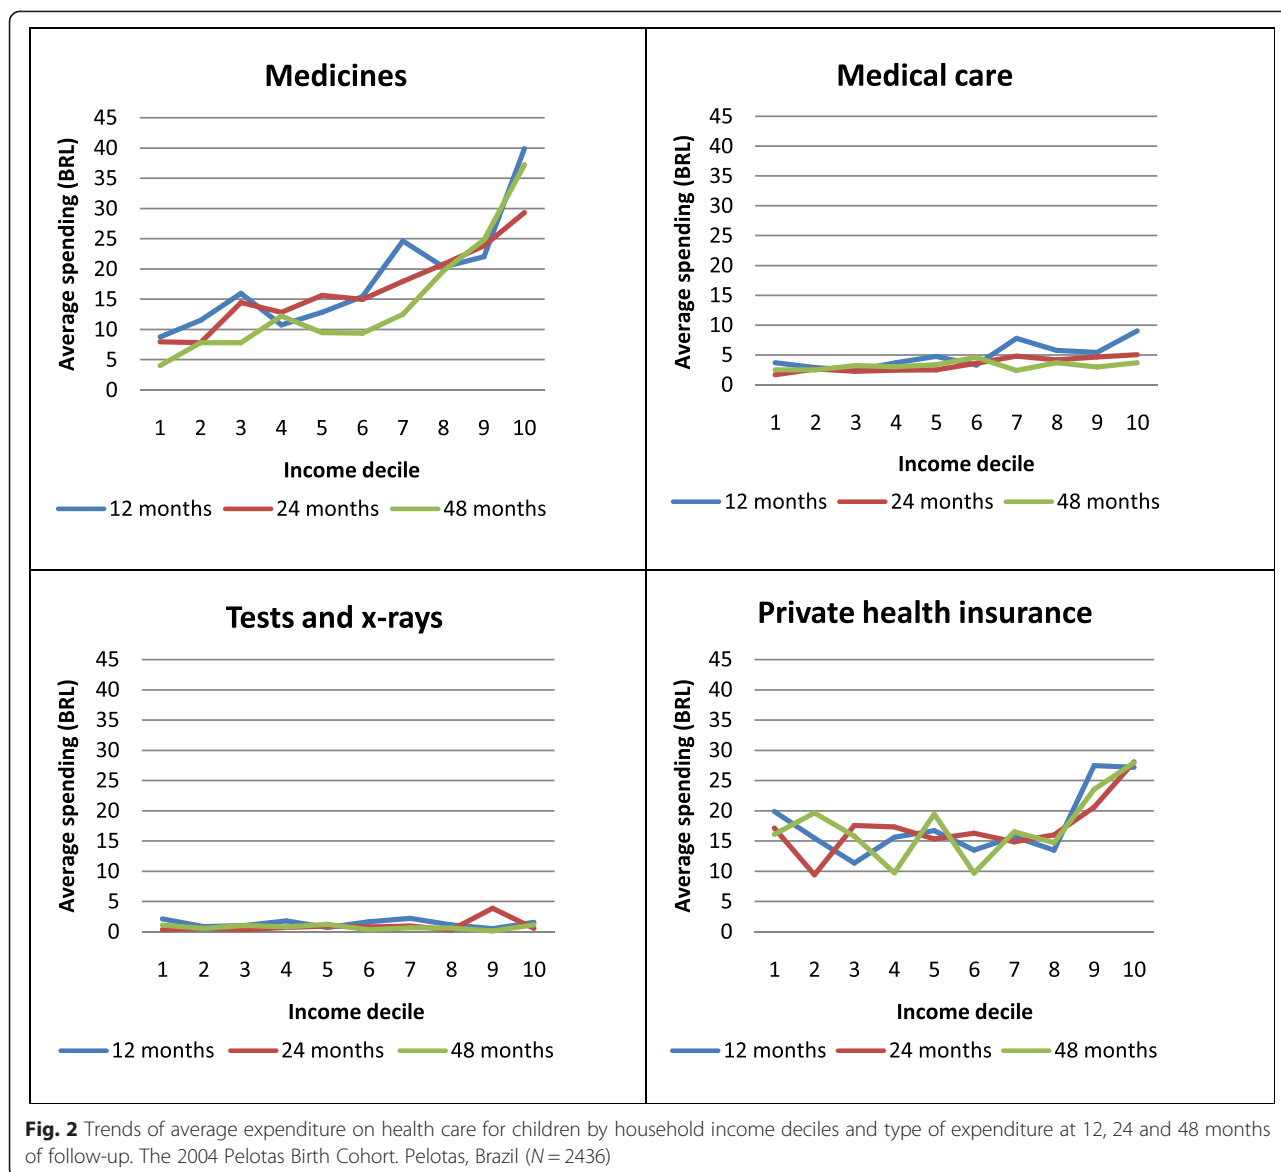 Medicines
Average spending (BRL)
45
40
35
30
25
20
15
10
5
0
1 2 3 4 5 6 7 8 9 10
Income decile
12 months 24 months 48 months
Medical care
Average spending (BRL)
45
40
35
30
25
20
15
10
5
0
1 2 3 4 5 6 7 8 9 10
Income decile
12 months 24 months 48 months
Tests and x-rays
Average spending (BRL)
45
40
35
30
25
20
15
10
5
0
1 2 3 4 5 6 7 8 9 10
Income decile
12 months 24 months 48 months
Private health insurance
Average spending (BRL)
45
40
35
30
25
20
15
10
5
0
1 2 3 4 5 6 7 8 9 10
Income decile
12 months 24 months 48 months
Fig. 2 Trends of average expenditure on health care for children by household income deciles and type of expenditure at 12, 24 and 48 months
of follow-up. The 2004 Pelotas Birth Cohort. Pelotas, Brazil (N = 2436)